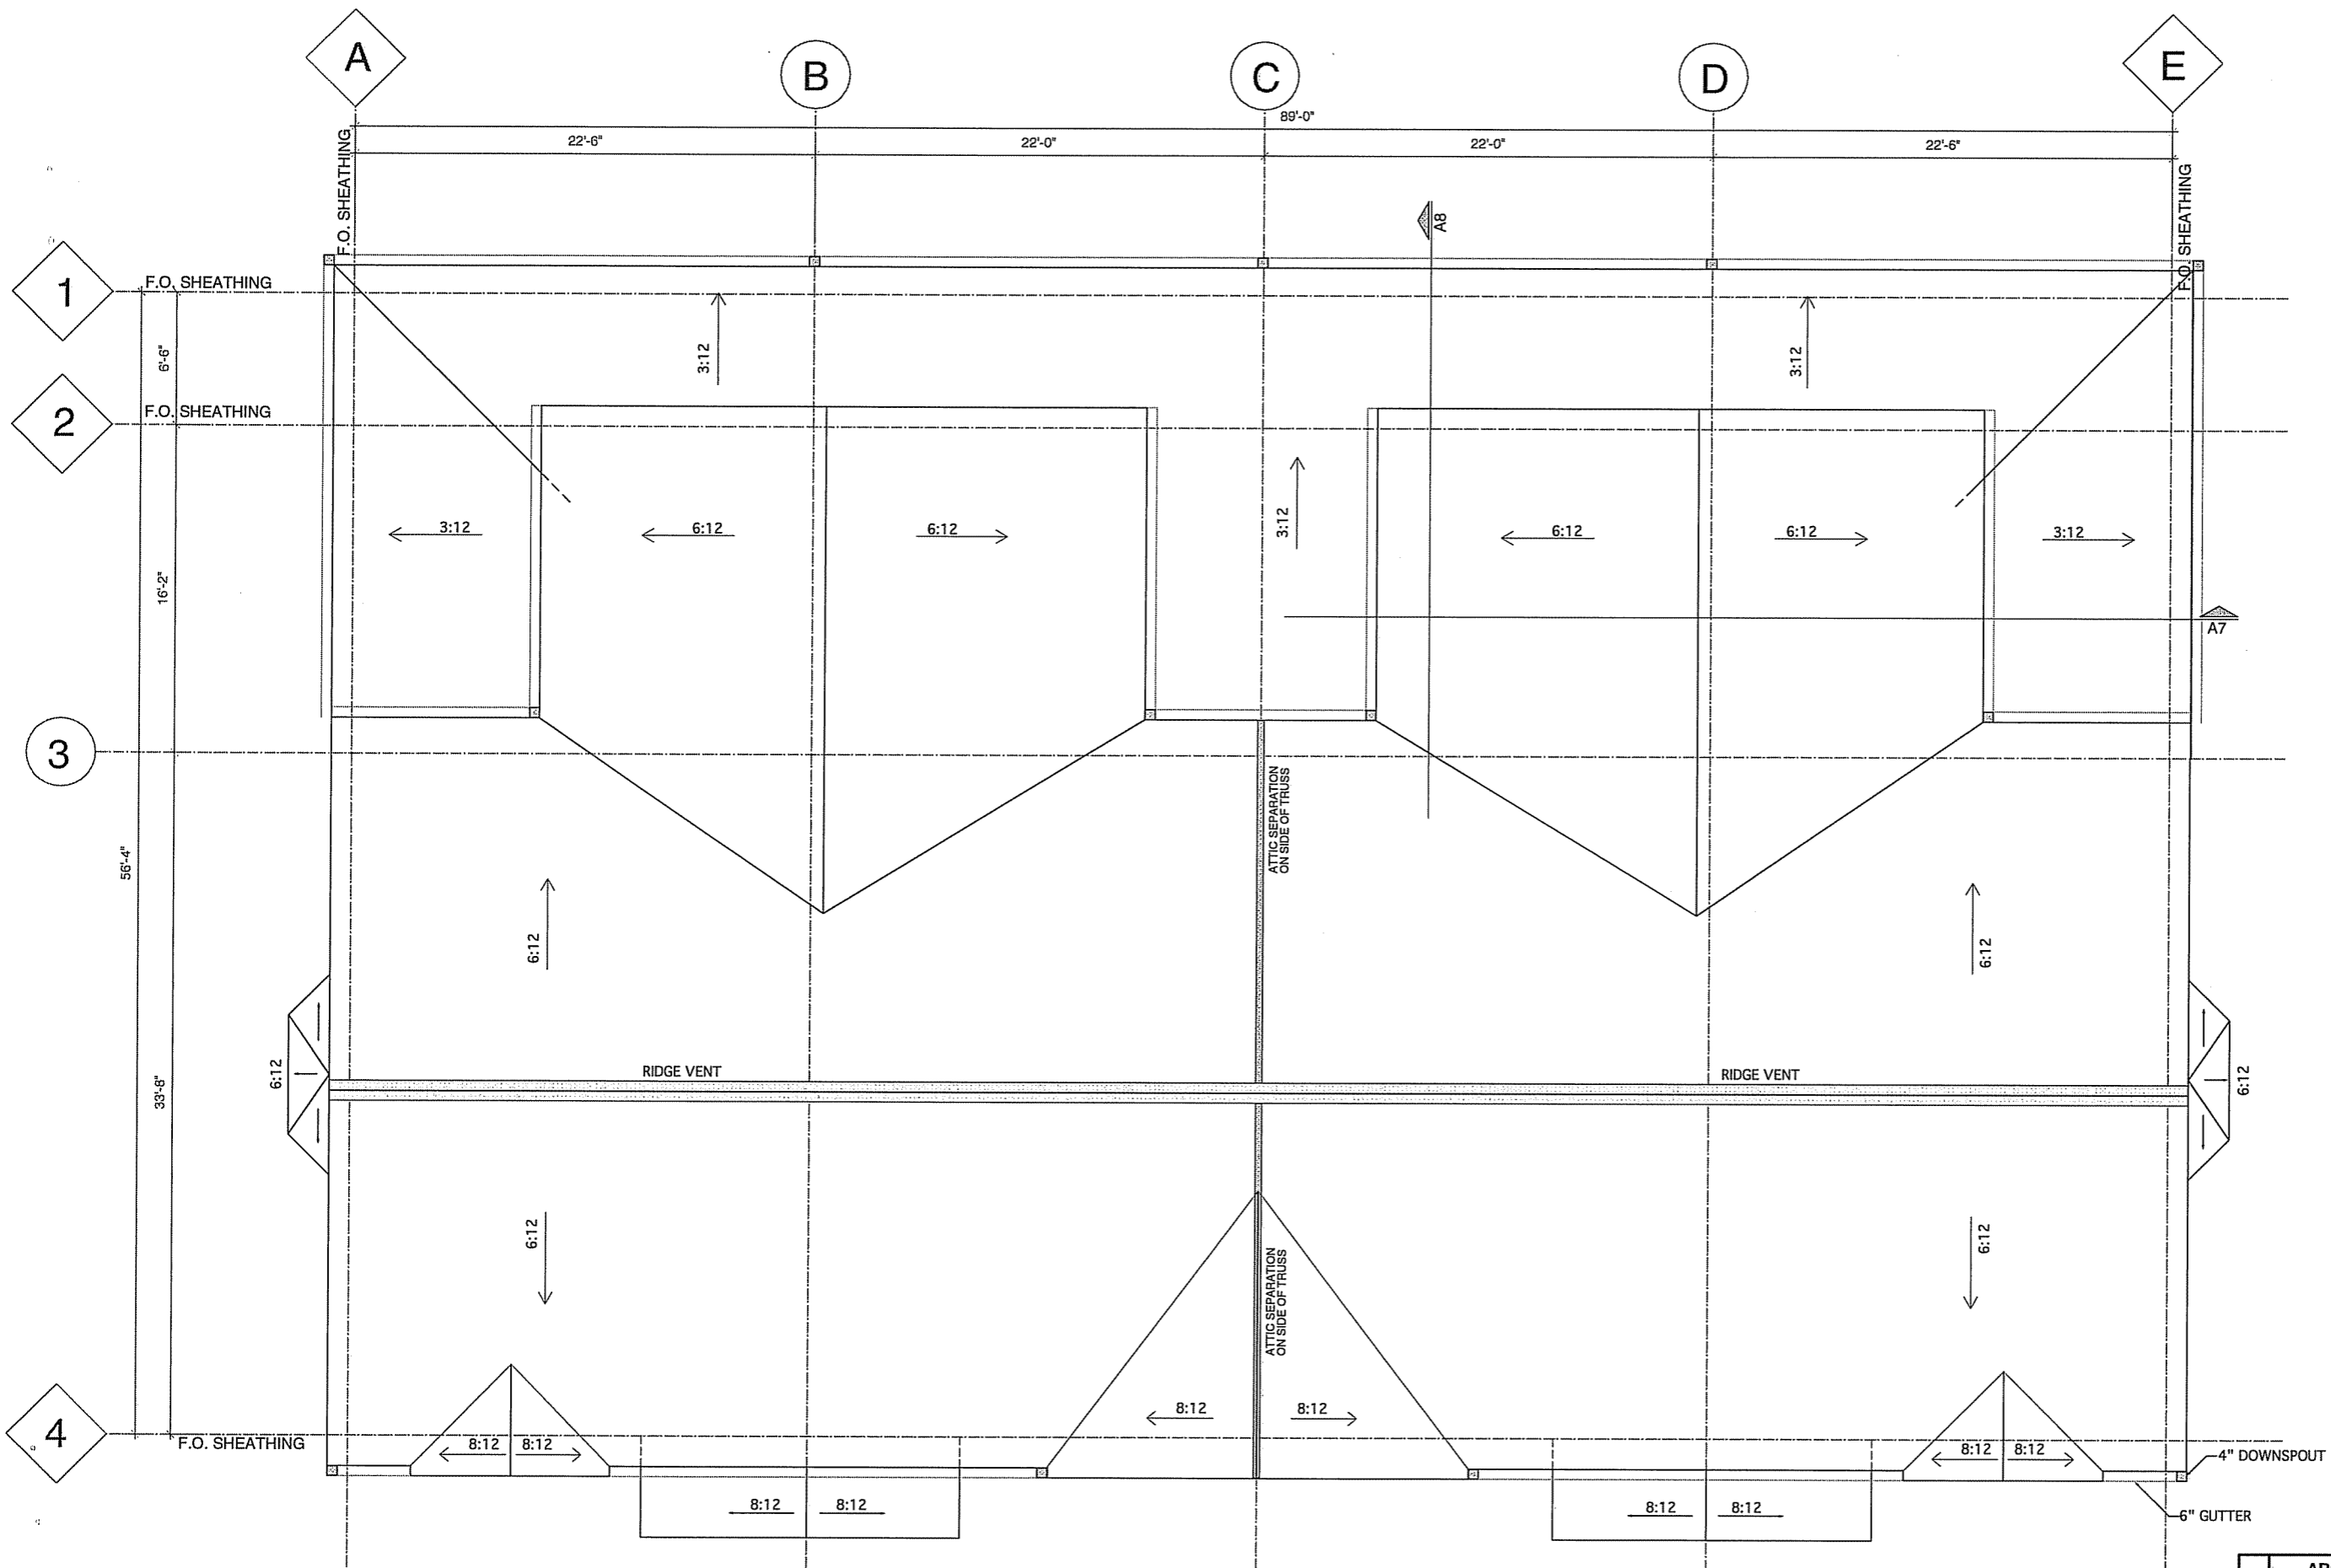 A
B
C
D
E
89'-0"
22'-6"
22'-0"
22'-0"
22'-6"
F.O. SHEATHING
F.O. SHEATHING
A8
1
F.O. SHEATHING
6'-6"
3:12
3:12
2
F.O. SHEATHING
3:12
6:12
6:12
3:12
6:12
6:12
3:12
16'-2"
A7
3
ATTIC SEPARATION
ON SIDE OF TRUSS
56'-4"
6:12
6:12
RIDGE VENT
RIDGE VENT
6:12
6:12
33'-8"
6:12
6:12
ATTIC SEPARATION
ON SIDE OF TRUSS
8:12
8:12
4
F.O. SHEATHING
8:12
8:12
8:12
8:12
4" DOWNSPOUT
8:12
8:12
8:12
8:12
6" GUTTER